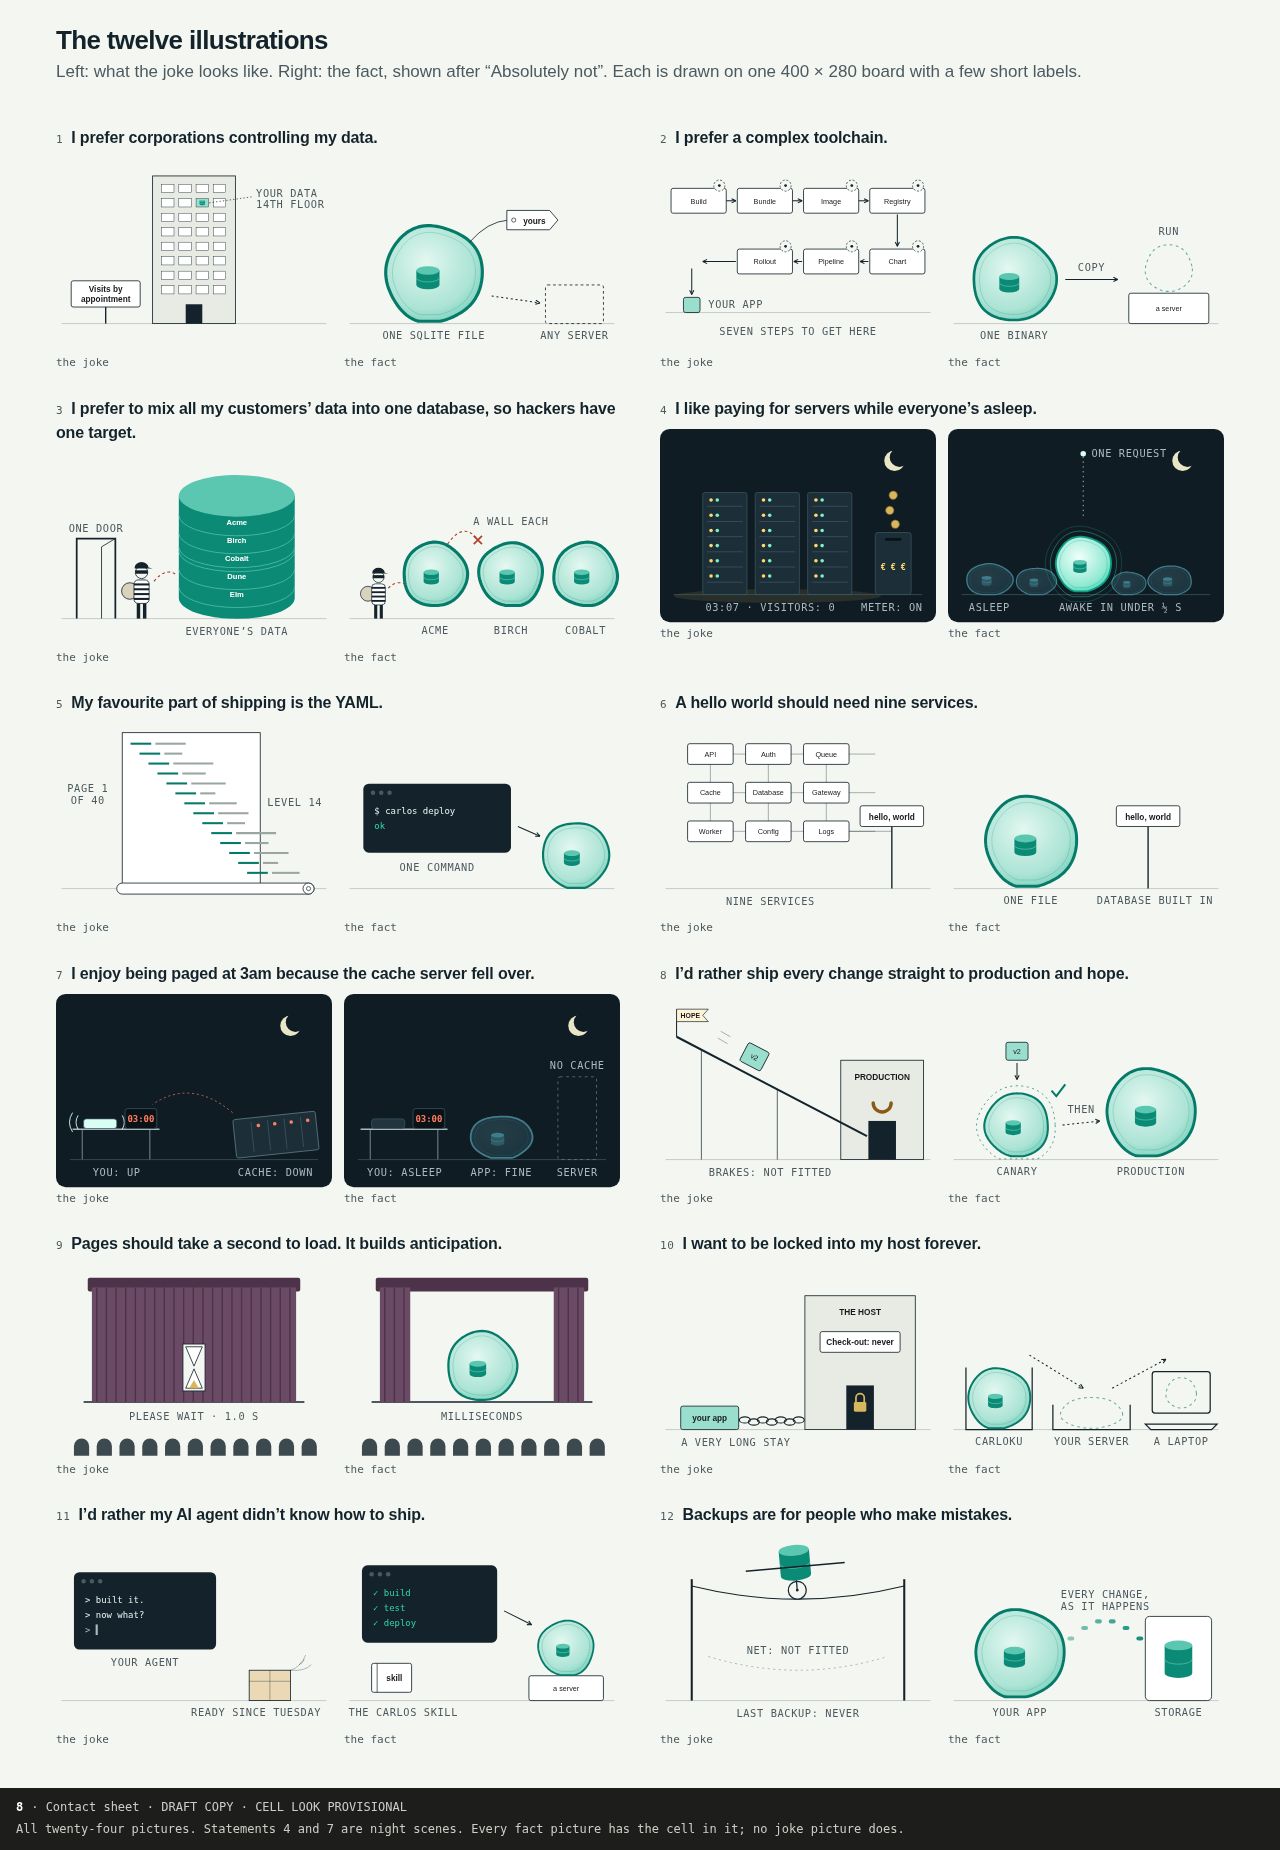 The twelve illustrations
Left: what the joke looks like. Right: the fact, shown after “Absolutely not”. Each is drawn on one 400 × 280 board with a few short labels.
1 I prefer corporations controlling my data.
YOUR DATA
14TH FLOOR
Visits by
appointment
the joke
yours
ONE SQLITE FILE
ANY SERVER
the fact
2 I prefer a complex toolchain.
Build
Bundle
Image
Registry
Rollout
Pipeline
Chart
YOUR APP
SEVEN STEPS TO GET HERE
the joke
RUN
COPY
a server
ONE BINARY
the fact
3 I prefer to mix all my customers’ data into one database, so hackers have
one target.
ONE DOOR
Acme
Birch
Cobalt
Dune
Elm
EVERYONE’S DATA
the joke
A WALL EACH
ACME
BIRCH
COBALT
the fact
4 I like paying for servers while everyone’s asleep.
€ € €
03:07 · VISITORS: 0
METER: ON
the joke
ONE REQUEST
ASLEEP
AWAKE IN UNDER ½ S
the fact
5 My favourite part of shipping is the YAML.
PAGE 1
OF 40
LEVEL 14
the joke
$ carlos deploy
ok
ONE COMMAND
the fact
6 A hello world should need nine services.
API
Auth
Queue
Cache
Database
Gateway
Worker
Config
Logs
hello, world
NINE SERVICES
the joke
hello, world
ONE FILE
DATABASE BUILT IN
the fact
7 I enjoy being paged at 3am because the cache server fell over.
03:00
YOU: UP
CACHE: DOWN
the joke
NO CACHE
03:00
YOU: ASLEEP
APP: FINE
SERVER
the fact
8 I’d rather ship every change straight to production and hope.
HOPE
v2
PRODUCTION
BRAKES: NOT FITTED
the joke
v2
THEN
CANARY
PRODUCTION
the fact
9 Pages should take a second to load. It builds anticipation.
PLEASE WAIT · 1.0 S
the joke
MILLISECONDS
the fact
10 I want to be locked into my host forever.
THE HOST
Check-out: never
your app
A VERY LONG STAY
the joke
CARLOKU
YOUR SERVER
A LAPTOP
the fact
11 I’d rather my AI agent didn’t know how to ship.
> built it.
> now what?
>
YOUR AGENT
READY SINCE TUESDAY
the joke
✓ build
✓ test
✓ deploy
skill
a server
THE CARLOS SKILL
the fact
12 Backups are for people who make mistakes.
NET: NOT FITTED
LAST BACKUP: NEVER
the joke
EVERY CHANGE,
AS IT HAPPENS
YOUR APP
STORAGE
the fact
8 · Contact sheet · DRAFT COPY · CELL LOOK PROVISIONAL
All twenty-four pictures. Statements 4 and 7 are night scenes. Every fact picture has the cell in it; no joke picture does.